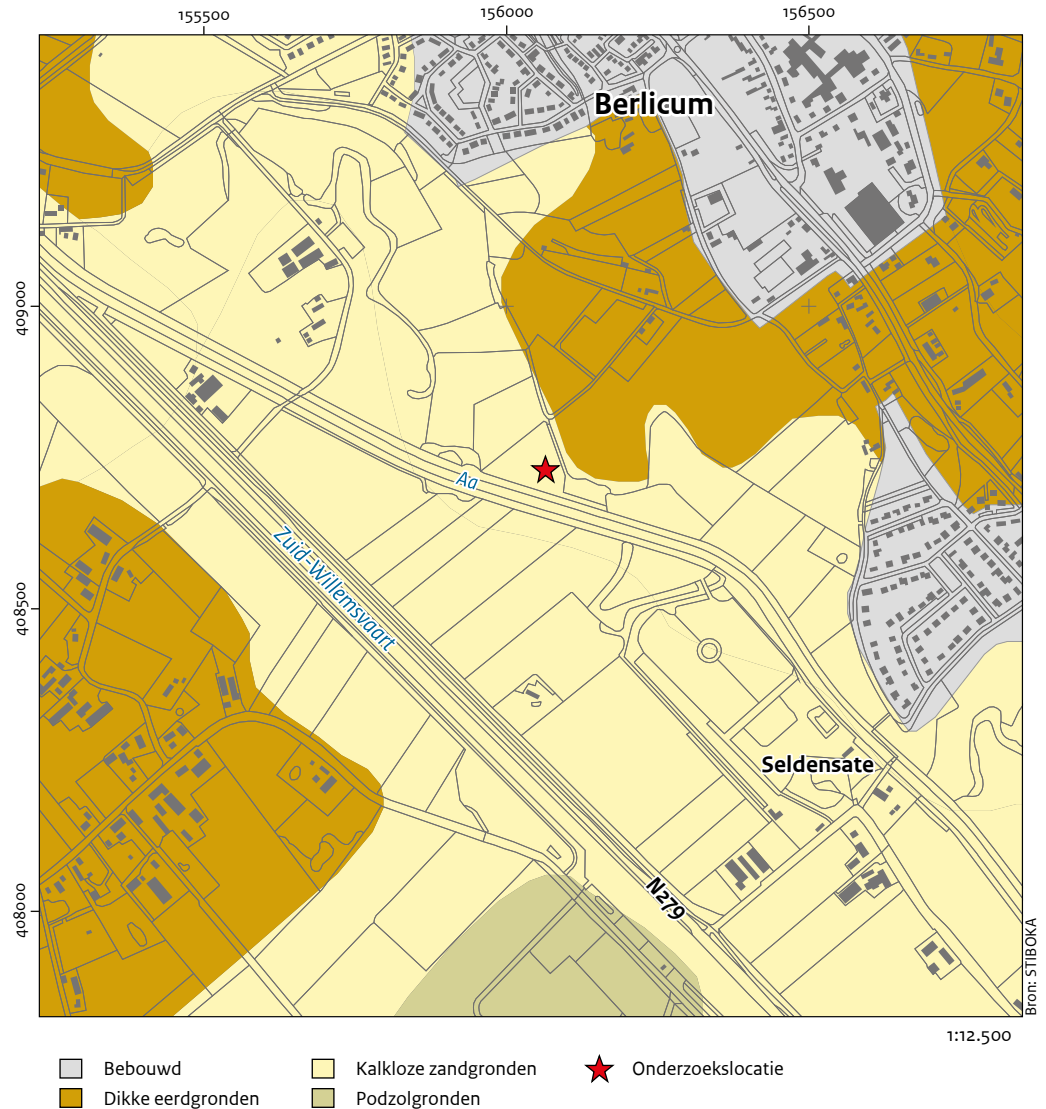 155500 156000 156500
Berlicum
409000
Aa
Zuid-Willemsvaart
408500
Seldensate
N279
408000
Bron: STIBOKA
1:12.500
Bebouwd
Kalkloze zandgronden
Onderzoekslocatie
Dikke eerdgronden
Podzolgronden